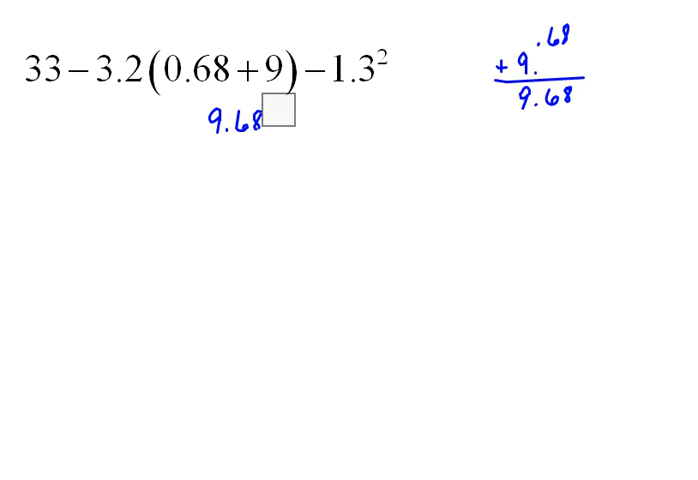 33 − 3.2(0.68 + 9) − 1.3²
9.68
.68
+ 9.
9.68